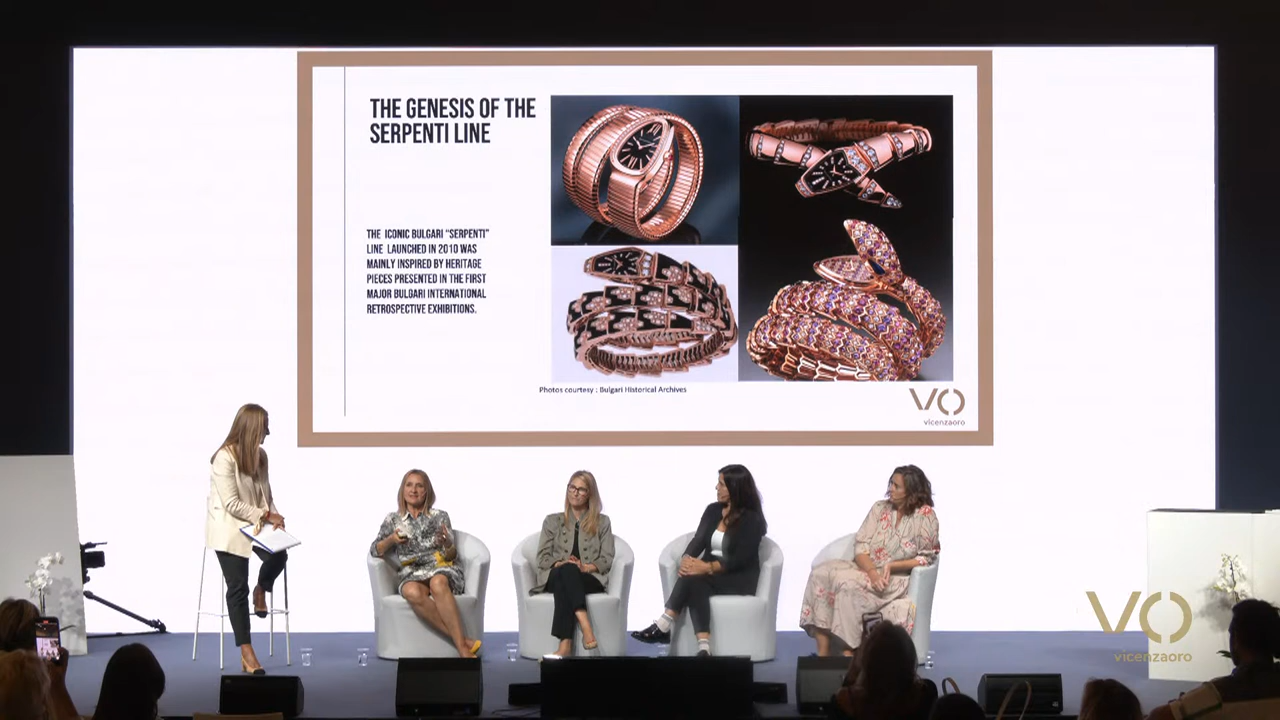 THE GENESIS OF THE
SERPENTI LINE
THE ICONIC BULGARI "SERPENTI"
LINE LAUNCHED IN 2010 WAS
MAINLY INSPIRED BY HERITAGE
PIECES PRESENTED IN THE FIRST
MAJOR BULGARI INTERNATIONAL
RETROSPECTIVE EXHIBITIONS.
Photos courtesy : Bulgari Historical Archives
VO
vicenzaoro
VO
vicenzaoro